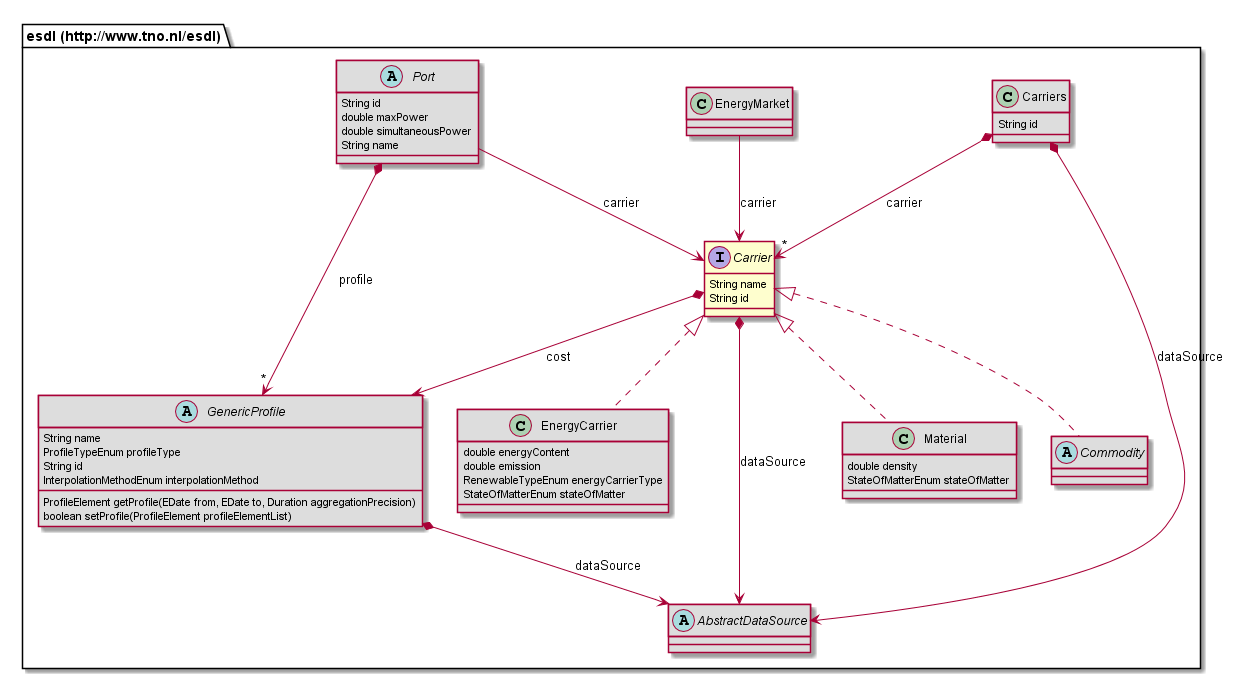 esdl (http://www.tno.nl/esdl)
A Port
String id
double maxPower
double simultaneousPower
String name
C EnergyMarket
C Carriers
String id
carrier
carrier
carrier
*
I Carrier
String name
String id
profile
cost
dataSource
*
A GenericProfile
String name
ProfileTypeEnum profileType
String id
InterpolationMethodEnum interpolationMethod
ProfileElement getProfile(EDate from, EDate to, Duration aggregationPrecision)
boolean setProfile(ProfileElement profileElementList)
C EnergyCarrier
double energyContent
double emission
RenewableTypeEnum energyCarrierType
StateOfMatterEnum stateOfMatter
C Material
double density
StateOfMatterEnum stateOfMatter
A Commodity
dataSource
dataSource
A AbstractDataSource